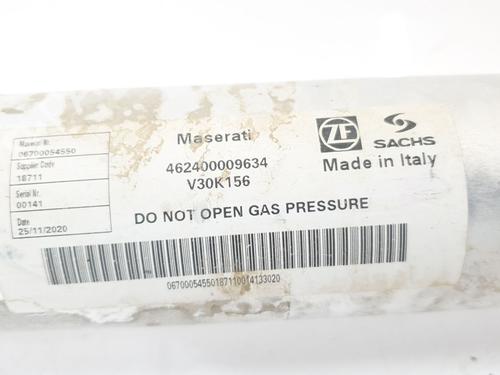 Maserati Nr.
06700054550
Supplier Code
18711
Serial Nr.
00141
Date
25/11/2020
Maserati
462400009634
V30K156
DO NOT OPEN GAS PRESSURE
ZF
SACHS
Made in Italy
06700054550187110014133020